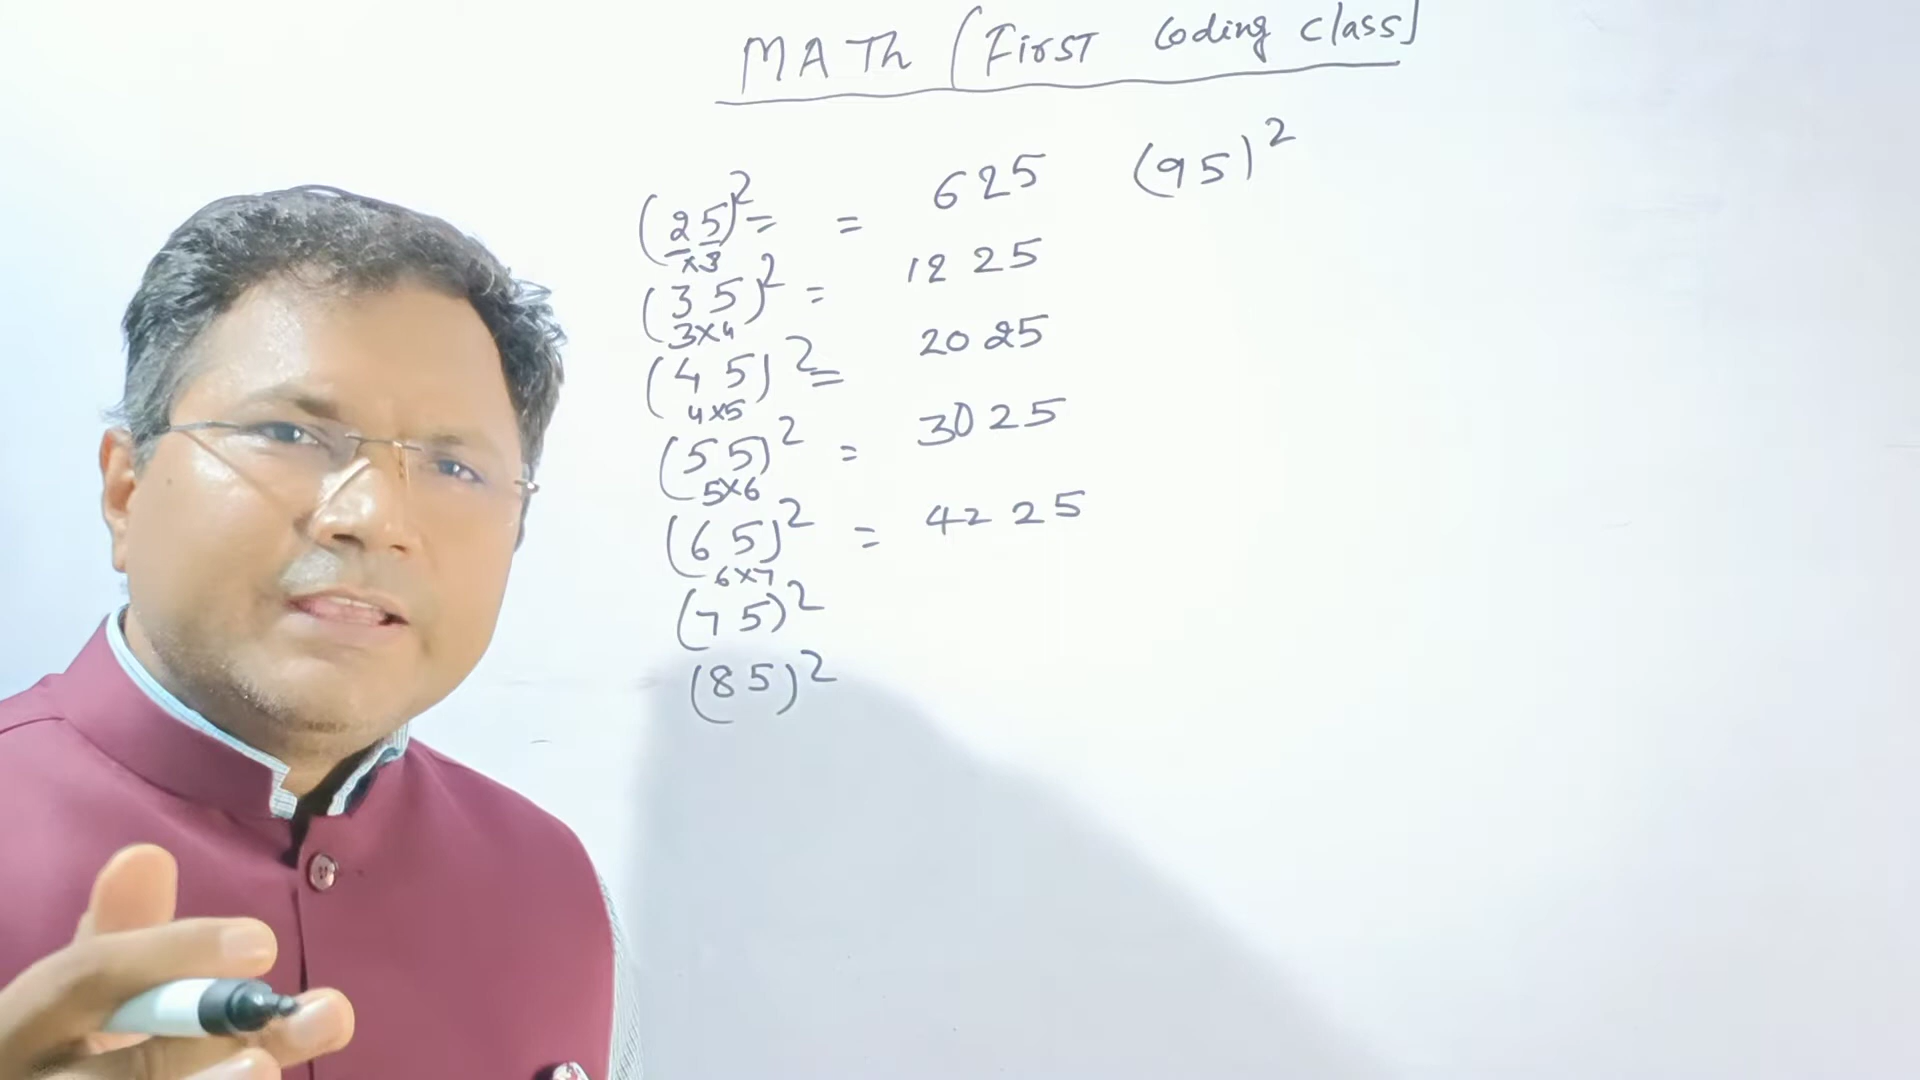 MATh (First coding class]
(25)²= = 625 (95)²
x3
(35)² = 1225
3x4
(45)² = 2025
4x5
(55)² = 3025
5x6
(65)² = 4225
6x7
(75)²
(85)²